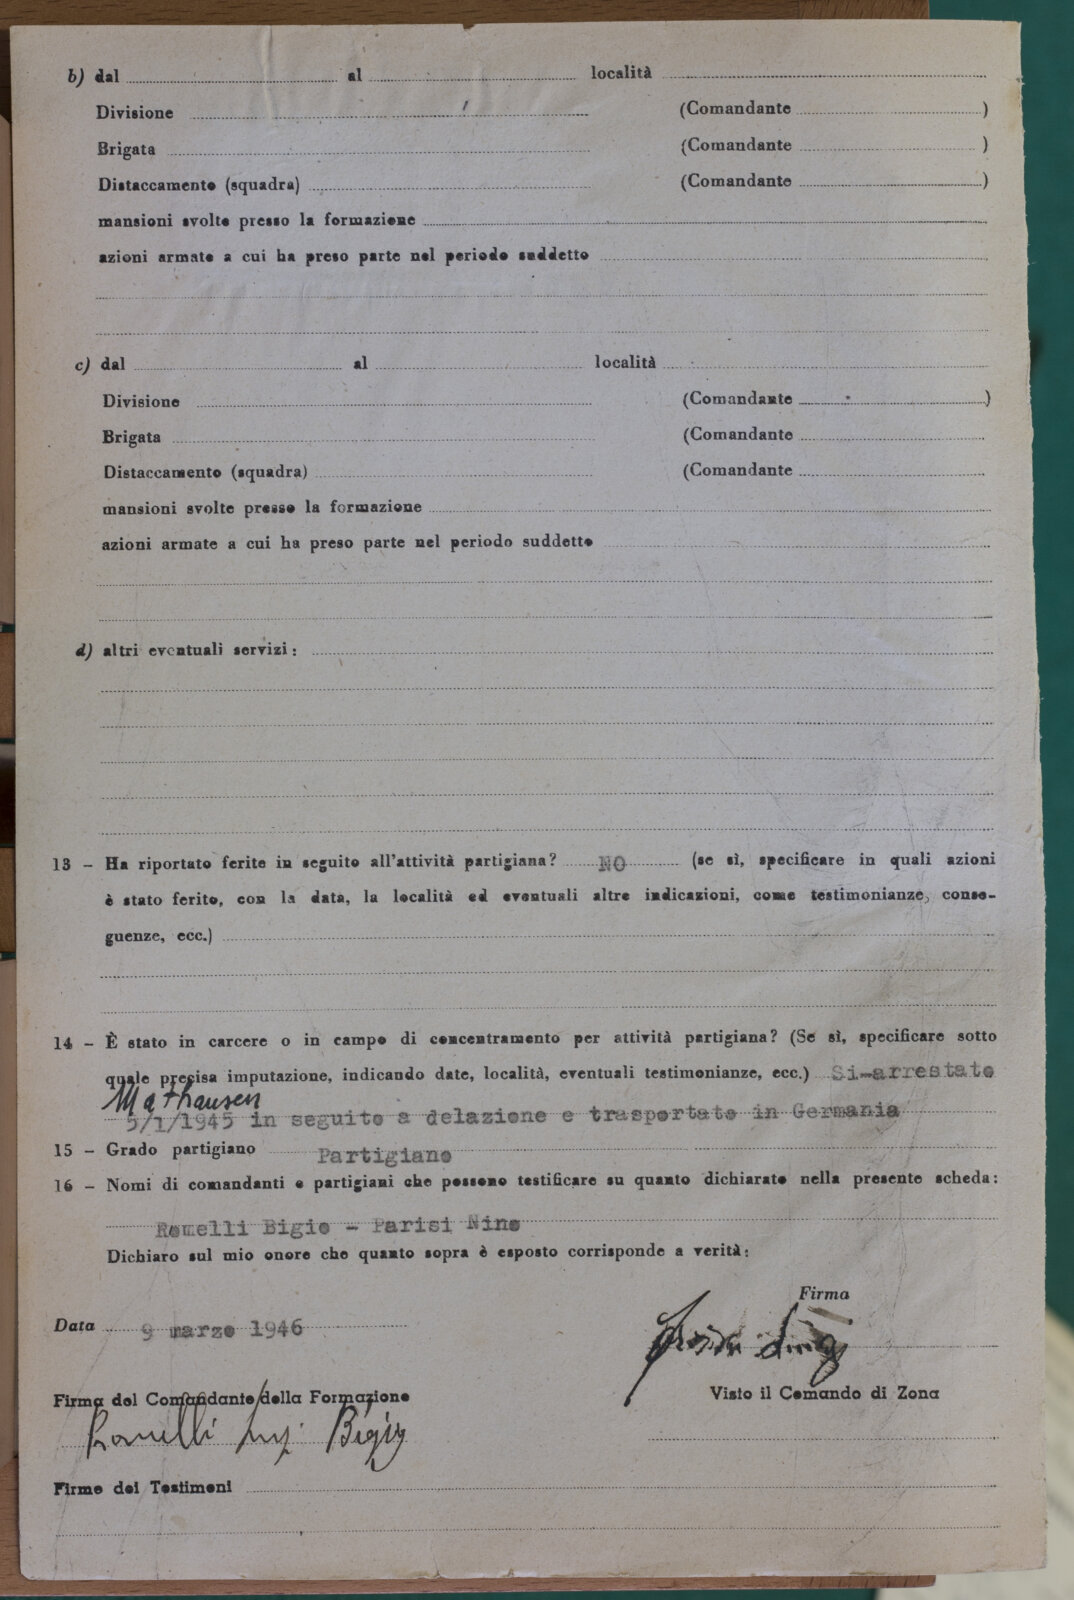 b) dal al località
Divisione (Comandante )
Brigata (Comandante )
Distaccamento (squadra) (Comandante )
mansioni svolte presso la formazione
azioni armate a cui ha preso parte nel periodo suddetto
c) dal al località
Divisione (Comandante )
Brigata (Comandante
Distaccamento (squadra) (Comandante
mansioni svolte presso la formazione
azioni armate a cui ha preso parte nel periodo suddetto
d) altri eventuali servizi:
13 - Ha riportato ferite in seguito all'attività partigiana? NO (se sì, specificare in quali azioni
è stato ferito, con la data, la località ed eventuali altre indicazioni, come testimonianze, conse-
guenze, ecc.)
14 - È stato in carcere o in campo di concentramento per attività partigiana? (Se sì, specificare sotto
quale precisa imputazione, indicando date, località, eventuali testimonianze, ecc.) Si-arrestato
Mathausen
5/1/1945 in seguito a delazione e trasportato in Germania
15 - Grado partigiano Partigiano
16 - Nomi di comandanti e partigiani che possono testificare su quanto dichiarato nella presente scheda:
Romelli Bigio - Parisi Nino
Dichiaro sul mio onore che quanto sopra è esposto corrisponde a verità:
Firma
Data 9 marzo 1946
Firma del Comandante della Formazione
Visto il Comando di Zona
Romelli Bigio
Firme dei Testimoni